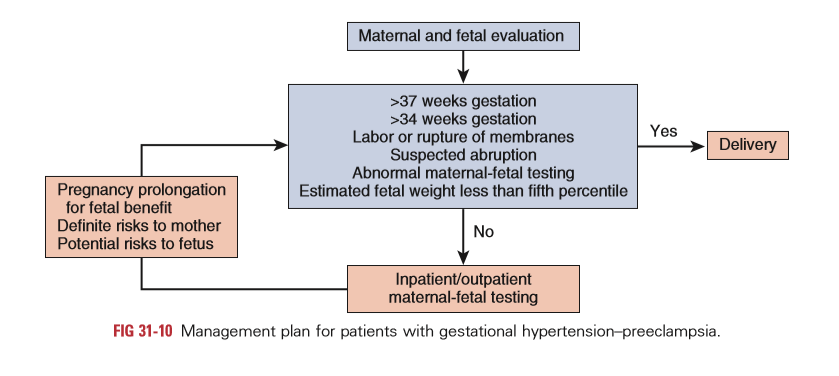 Maternal and fetal evaluation
>37 weeks gestation
>34 weeks gestation
Labor or rupture of membranes
Suspected abruption
Abnormal maternal-fetal testing
Estimated fetal weight less than fifth percentile
Yes
Delivery
Pregnancy prolongation
for fetal benefit
Definite risks to mother
Potential risks to fetus
No
Inpatient/outpatient
maternal-fetal testing
FIG 31-10 Management plan for patients with gestational hypertension–preeclampsia.